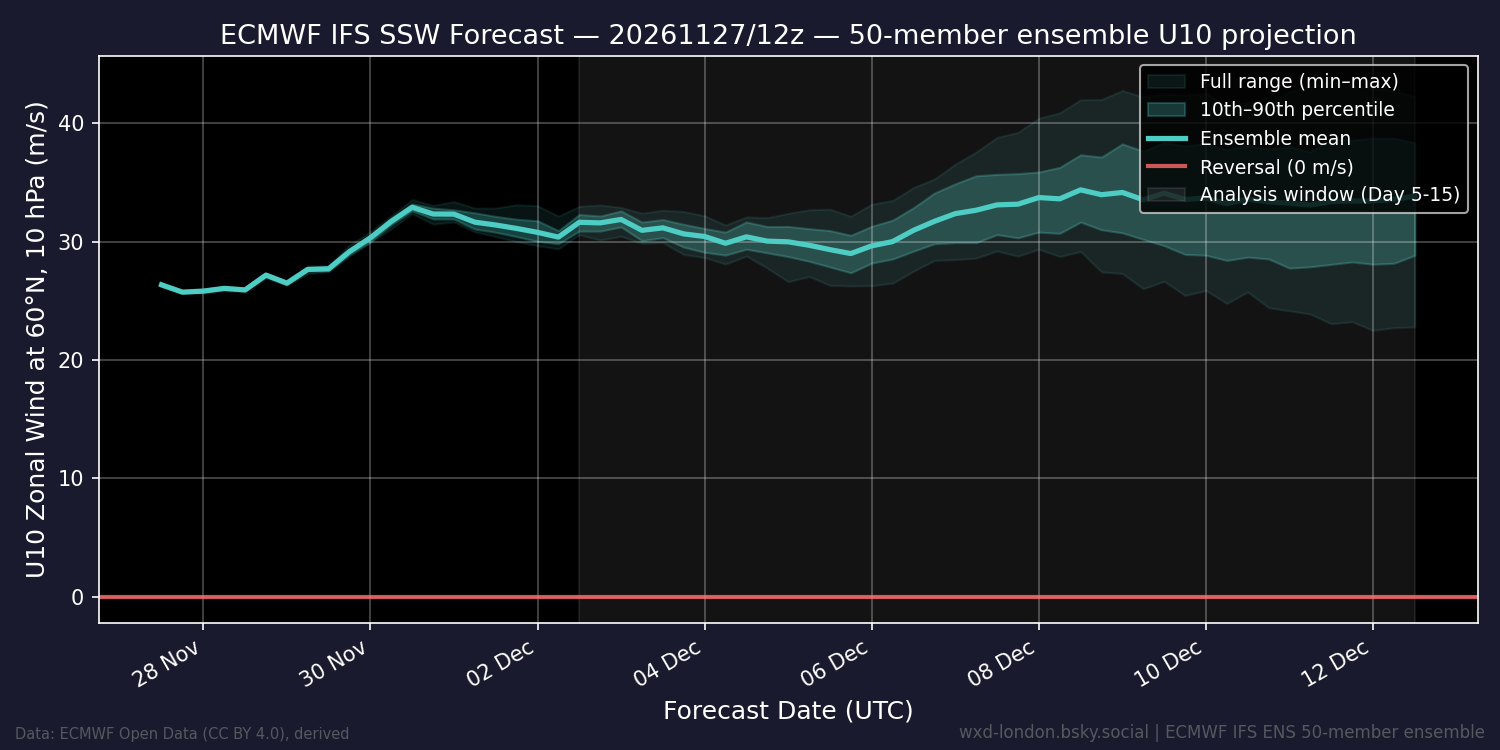 ECMWF IFS SSW Forecast — 20261127/12z — 50-member ensemble U10 projection
U10 Zonal Wind at 60°N, 10 hPa (m/s)
40
30
20
10
0
Full range (min–max)
10th–90th percentile
Ensemble mean
Reversal (0 m/s)
Analysis window (Day 5-15)
28 Nov
30 Nov
02 Dec
04 Dec
06 Dec
08 Dec
10 Dec
12 Dec
Forecast Date (UTC)
Data: ECMWF Open Data (CC BY 4.0), derived
wxd-london.bsky.social | ECMWF IFS ENS 50-member ensemble